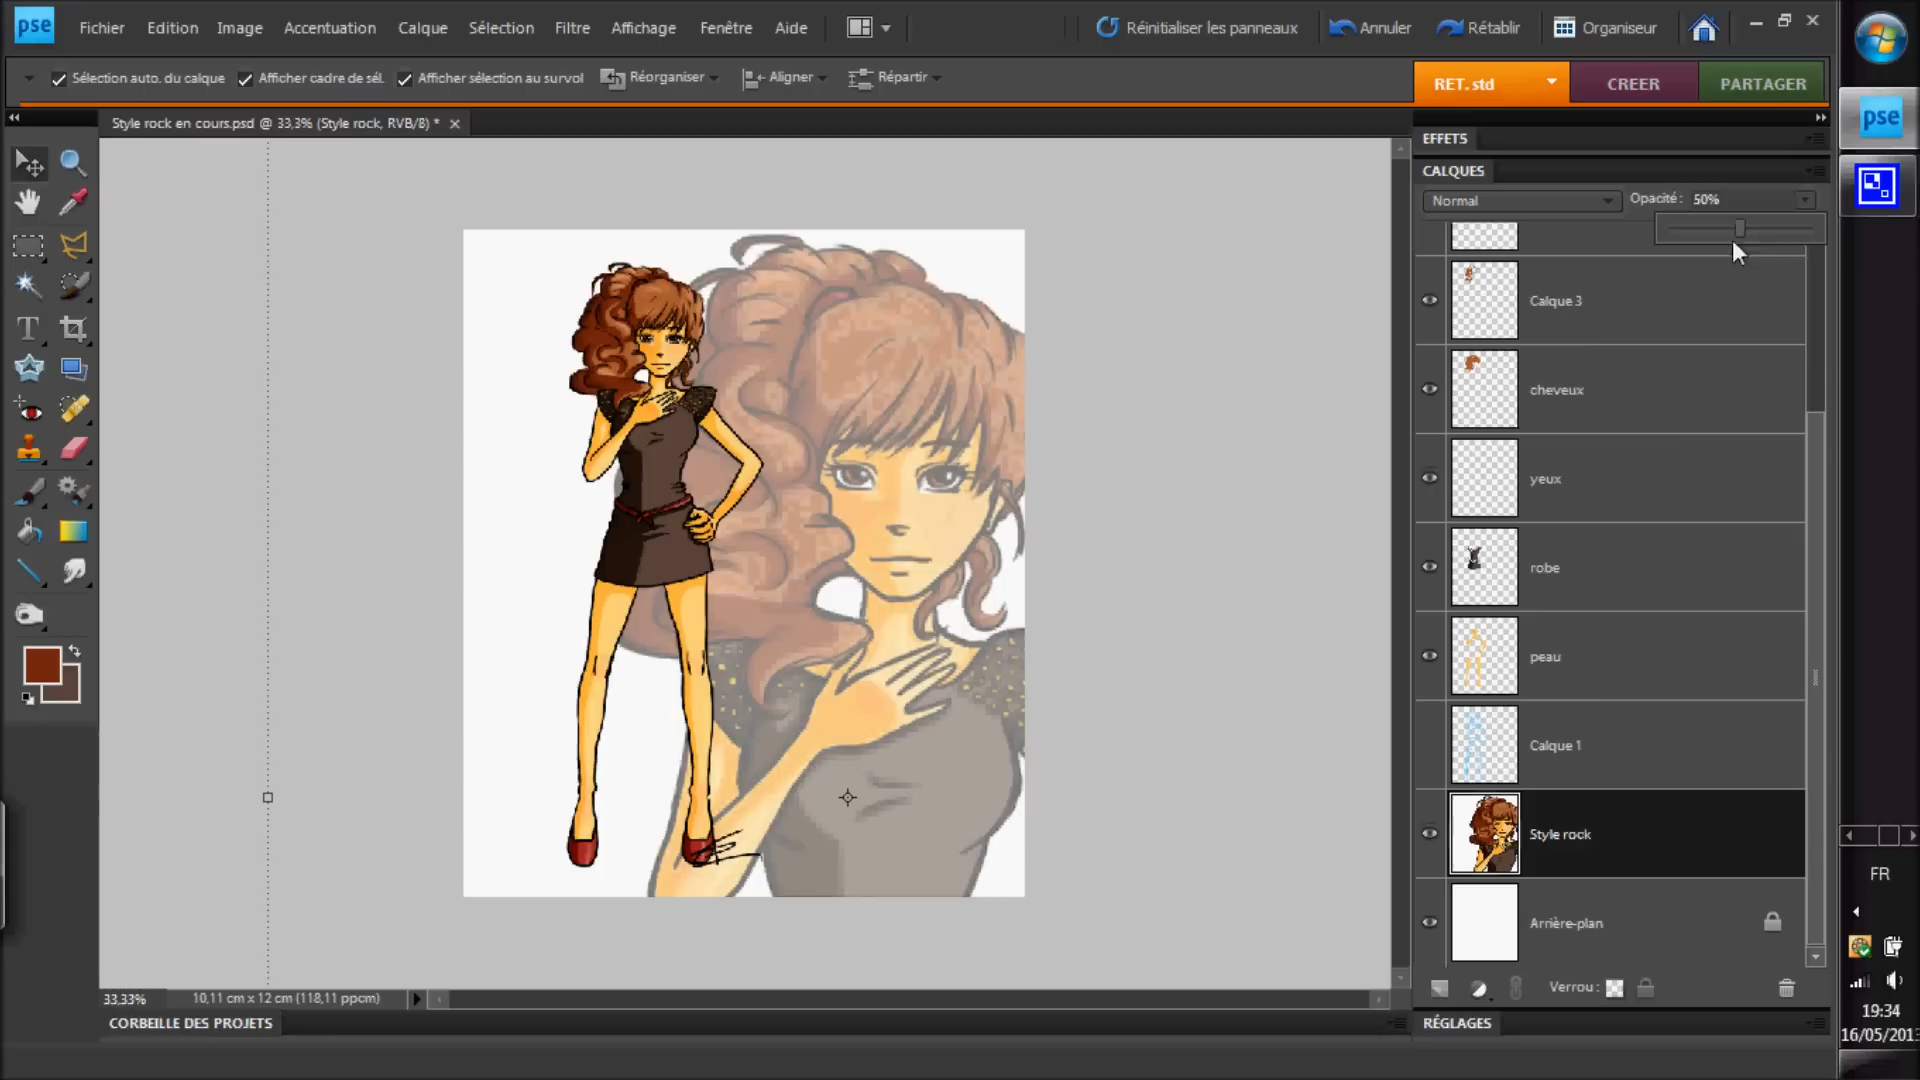 pse Fichier Edition Image Accentuation Calque Sélection Filtre Affichage Fenêtre Aide Réinitialiser les panneaux Annuler Rétablir Organiseur
Sélection auto. du calque Afficher cadre de sél. Afficher sélection au survol Réorganiser Aligner Répartir
RET. std CREER PARTAGER
Style rock en cours.psd @ 33,3% (Style rock, RVB/8) *
EFFETS
CALQUES
Normal Opacité : 50%
Calque 3
cheveux
yeux
robe
peau
Calque 1
Style rock
Arrière-plan
Verrou :
33,33% 10,11 cm x 12 cm (118,11 ppcm)
CORBEILLE DES PROJETS
RÉGLAGES
pse
FR
19:34
16/05/201